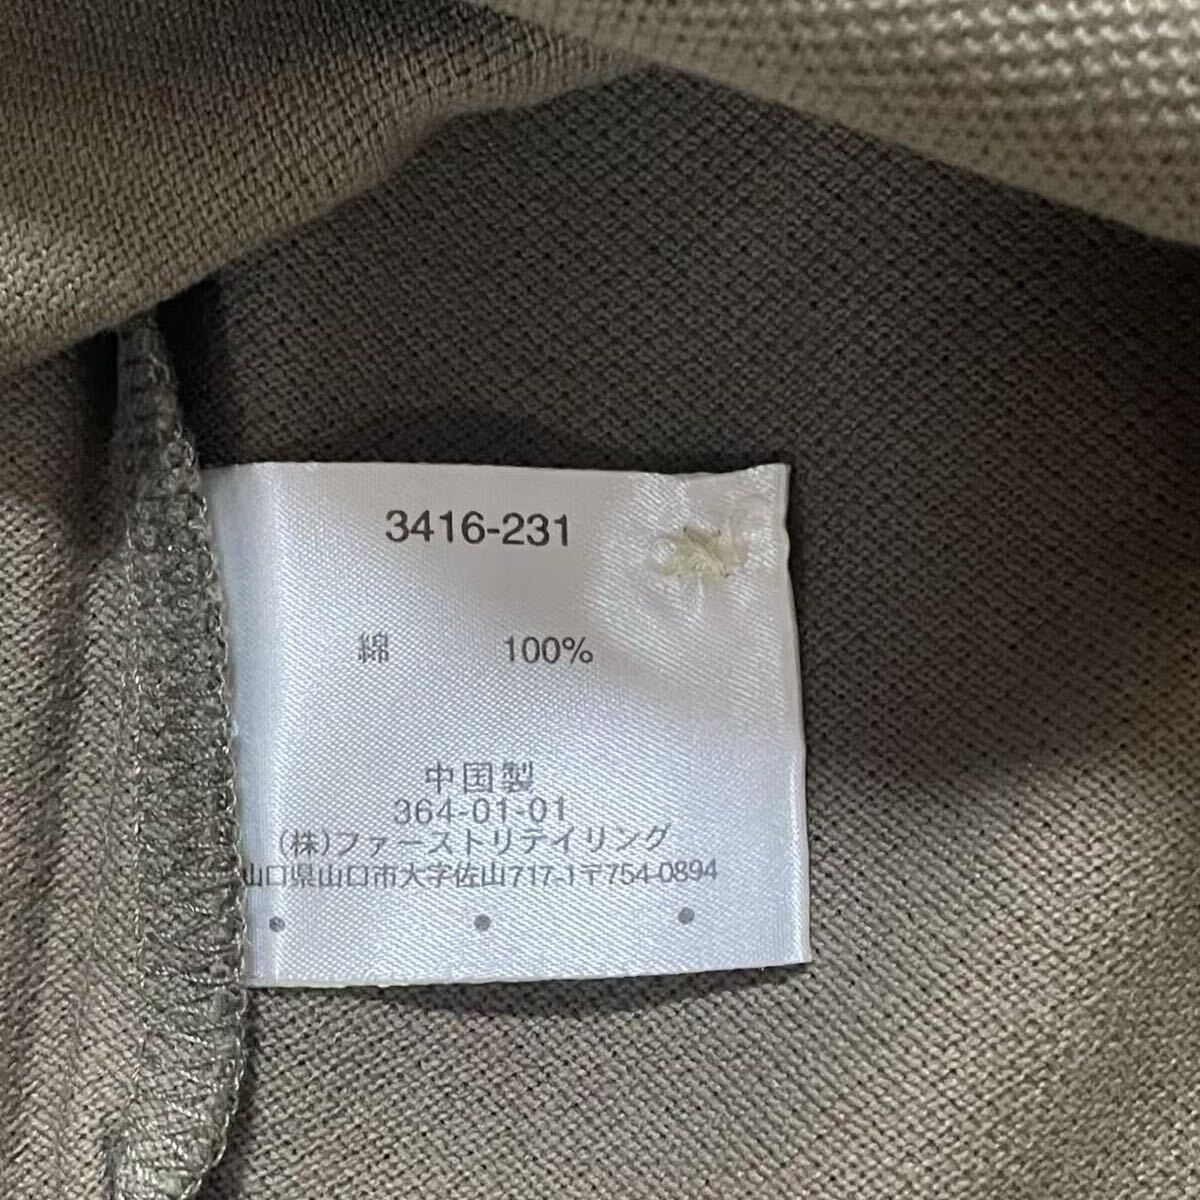 3416-231
綿 100%
中国製
364-01-01
(株)ファーストリテイリング
山口県山口市大字佐山717-1〒754-0894